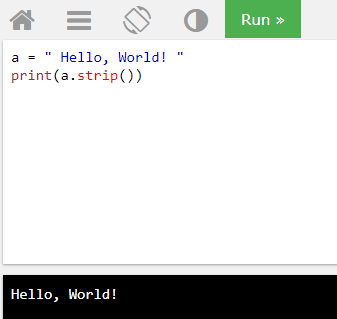 Run »
a = " Hello, World! "
print(a.strip())
Hello, World!